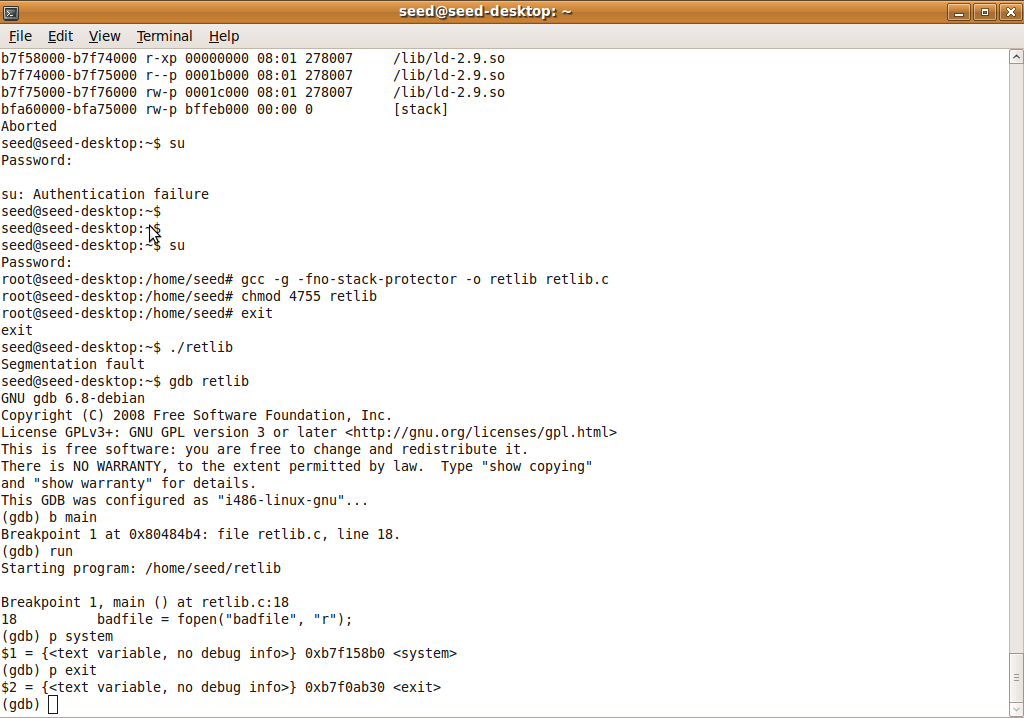 seed@seed-desktop: ~
File Edit View Terminal Help
b7f58000-b7f74000 r-xp 00000000 08:01 278007     /lib/ld-2.9.so
b7f74000-b7f75000 r--p 0001b000 08:01 278007     /lib/ld-2.9.so
b7f75000-b7f76000 rw-p 0001c000 08:01 278007     /lib/ld-2.9.so
bfa60000-bfa75000 rw-p bffeb000 00:00 0          [stack]
Aborted
seed@seed-desktop:~$ su
Password:
su: Authentication failure
seed@seed-desktop:~$
seed@seed-desktop:~$
seed@seed-desktop:~$ su
Password:
root@seed-desktop:/home/seed# gcc -g -fno-stack-protector -o retlib retlib.c
root@seed-desktop:/home/seed# chmod 4755 retlib
root@seed-desktop:/home/seed# exit
exit
seed@seed-desktop:~$ ./retlib
Segmentation fault
seed@seed-desktop:~$ gdb retlib
GNU gdb 6.8-debian
Copyright (C) 2008 Free Software Foundation, Inc.
License GPLv3+: GNU GPL version 3 or later <http://gnu.org/licenses/gpl.html>
This is free software: you are free to change and redistribute it.
There is NO WARRANTY, to the extent permitted by law.  Type "show copying"
and "show warranty" for details.
This GDB was configured as "i486-linux-gnu"...
(gdb) b main
Breakpoint 1 at 0x80484b4: file retlib.c, line 18.
(gdb) run
Starting program: /home/seed/retlib
Breakpoint 1, main () at retlib.c:18
18          badfile = fopen("badfile", "r");
(gdb) p system
$1 = {<text variable, no debug info>} 0xb7f158b0 <system>
(gdb) p exit
$2 = {<text variable, no debug info>} 0xb7f0ab30 <exit>
(gdb)